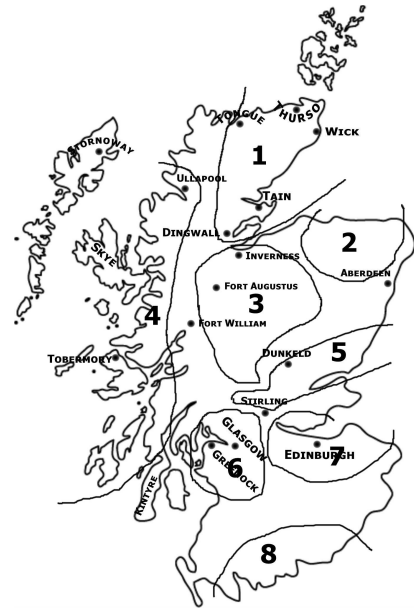 THURSO
TONGUE
WICK
STORNOWAY
1
ULLAPOOL
TAIN
DINGWALL
2
SKYE
INVERNESS
ABERDEEN
FORT AUGUSTUS
3
4
FORT WILLIAM
TOBERMORY
DUNKELD
5
STIRLING
GLASGOW
EDINBURGH
7
GREENOCK
6
KINTYRE
8